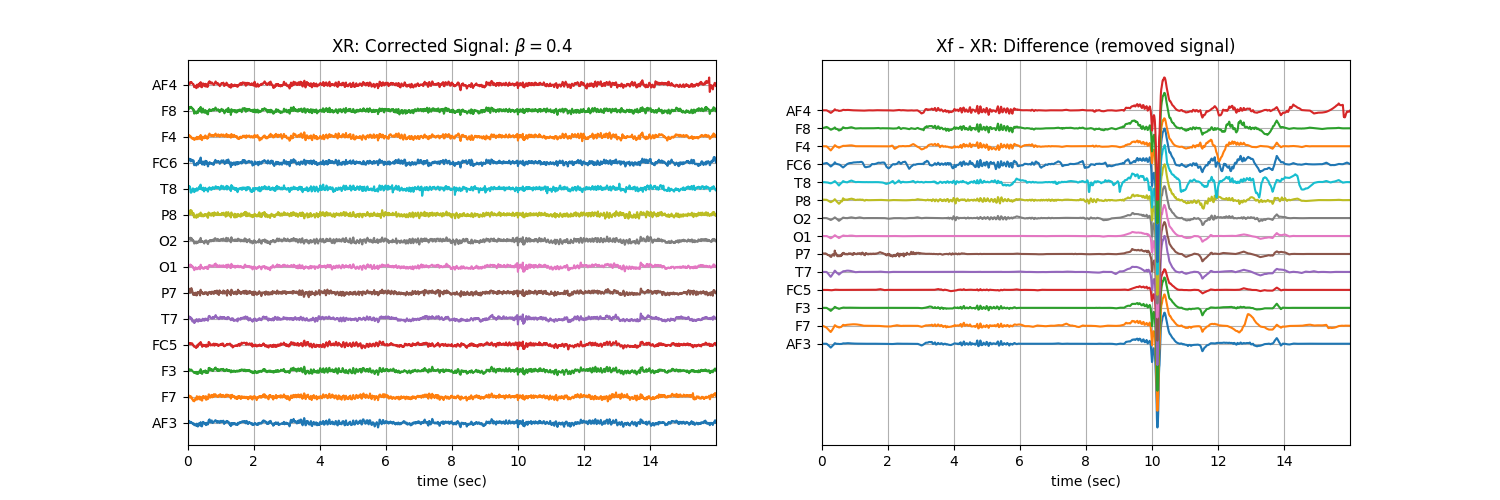 XR: Corrected Signal: β = 0.4
AF4
F8
F4
FC6
T8
P8
O2
O1
P7
T7
FC5
F3
F7
AF3
0 2 4 6 8 10 12 14
time (sec)
Xf - XR: Difference (removed signal)
AF4
F8
F4
FC6
T8
P8
O2
O1
P7
T7
FC5
F3
F7
AF3
0 2 4 6 8 10 12 14
time (sec)